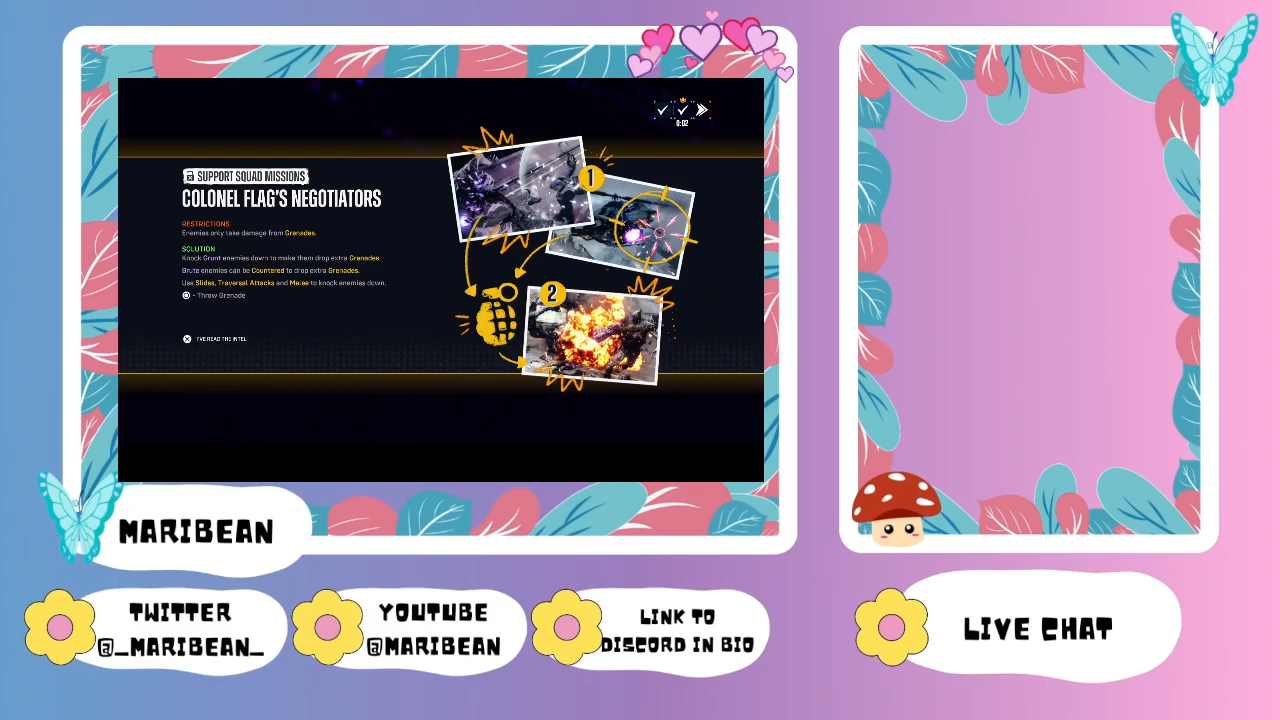 0:02
SUPPORT SQUAD MISSIONS
COLONEL FLAG'S NEGOTIATORS
RESTRICTIONS
Enemies only take damage from Grenades.
SOLUTION
Knock Grunt enemies down to make them drop extra Grenades.
Brute enemies can be Countered to drop extra Grenades.
Use Slides, Traversal Attacks and Melee to knock enemies down.
- Throw Grenade
I'VE READ THE INTEL
1
2
MARIBEAN
TWITTER
@_MARIBEAN_
YOUTUBE
@MARIBEAN
LINK TO
DISCORD IN BIO
LIVE CHAT